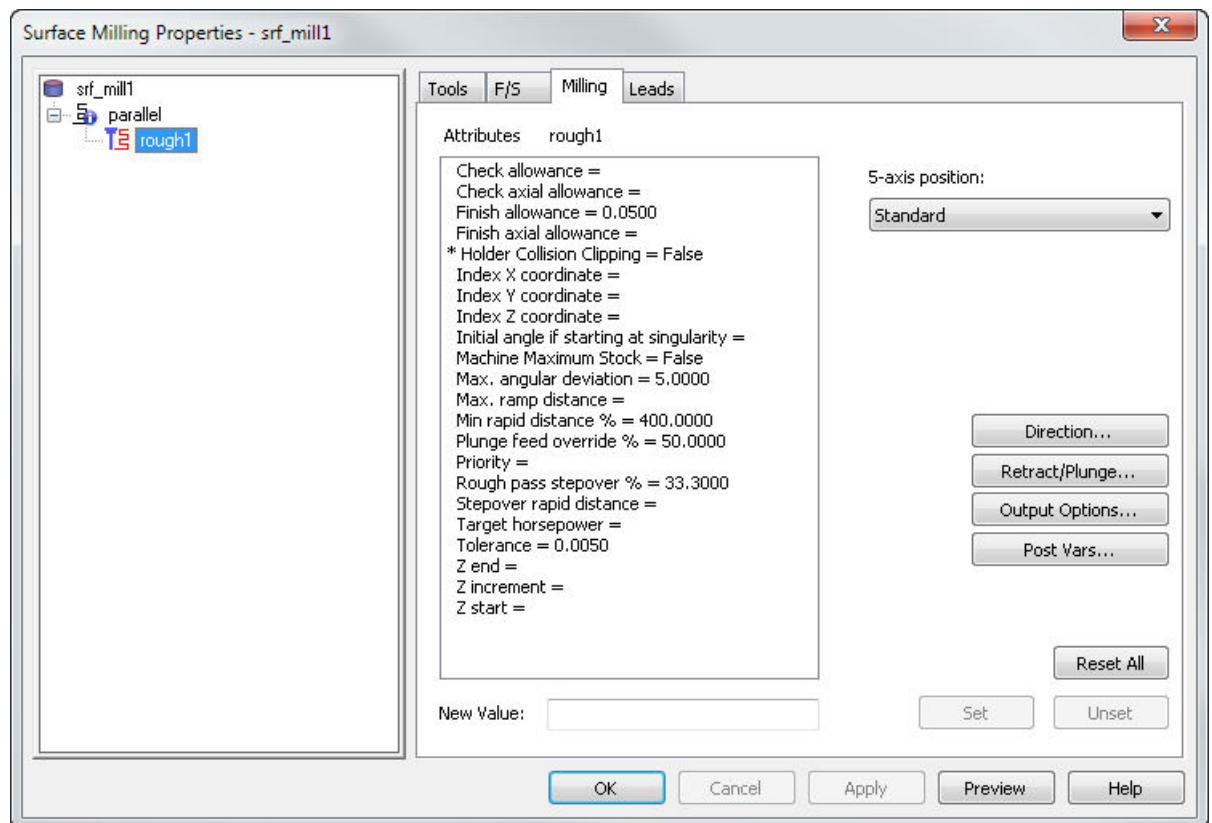 Surface Milling Properties - srf_mill1
srf_mill1
parallel
rough1
Tools F/S Milling Leads
Attributes rough1
Check allowance =
Check axial allowance =
Finish allowance = 0.0500
Finish axial allowance =
* Holder Collision Clipping = False
Index X coordinate =
Index Y coordinate =
Index Z coordinate =
Initial angle if starting at singularity =
Machine Maximum Stock = False
Max. angular deviation = 5.0000
Max. ramp distance =
Min rapid distance % = 400.0000
Plunge feed override % = 50.0000
Priority =
Rough pass stepover % = 33.3000
Stepover rapid distance =
Target horsepower =
Tolerance = 0.0050
Z end =
Z increment =
Z start =
5-axis position:
Standard
Direction...
Retract/Plunge...
Output Options...
Post Vars...
Reset All
New Value:
Set Unset
OK Cancel Apply Preview Help